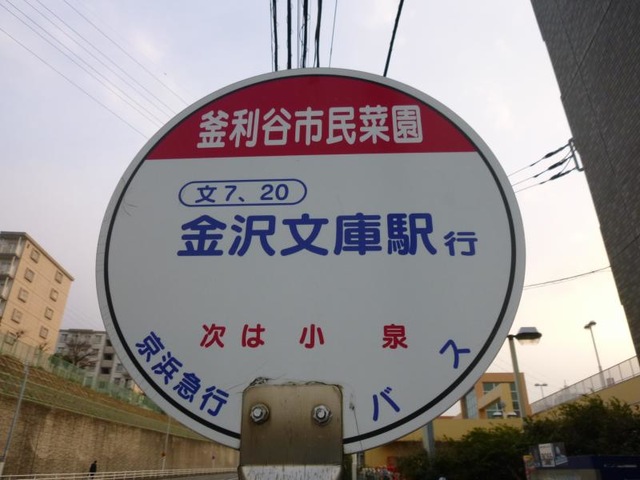 釜利谷市民菜園
文7、20
金沢文庫駅行
次は 小 泉
京浜急行 バス